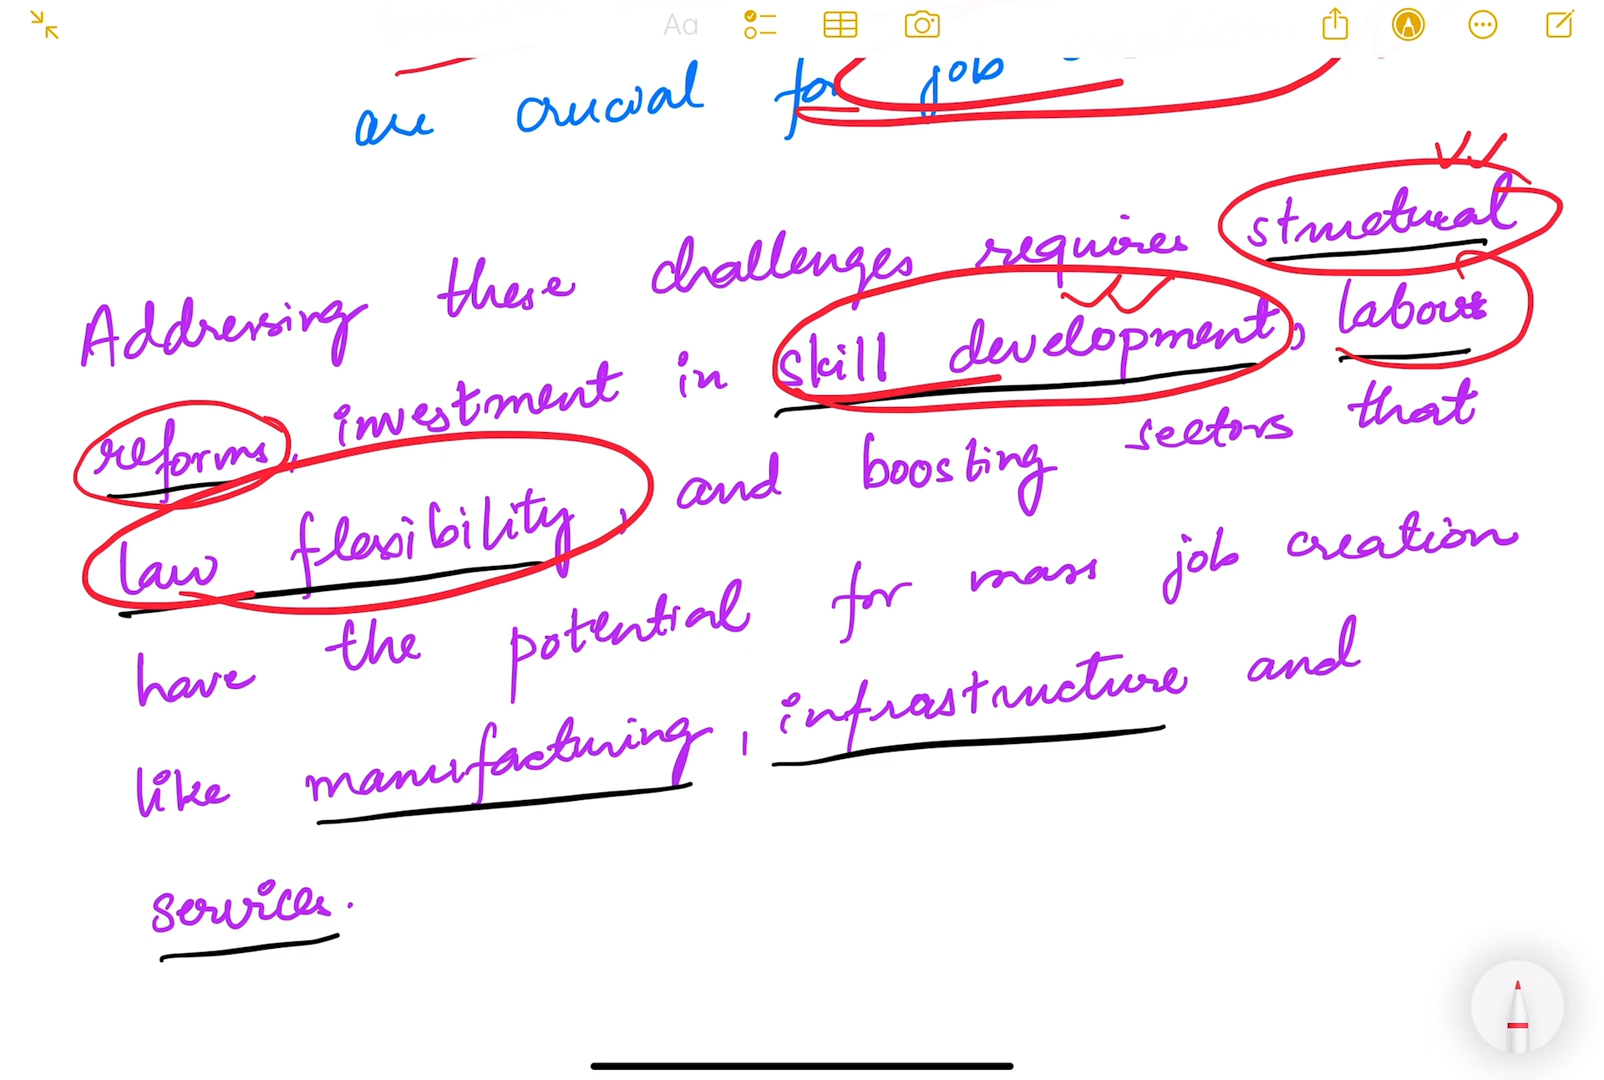 Aa
are crucial for job
Addressing these challenges requires structural
reforms, investment in skill development, labour
law flexibility, and boosting sectors that
have the potential for mass job creation
like manufacturing, infrastructure and
services.